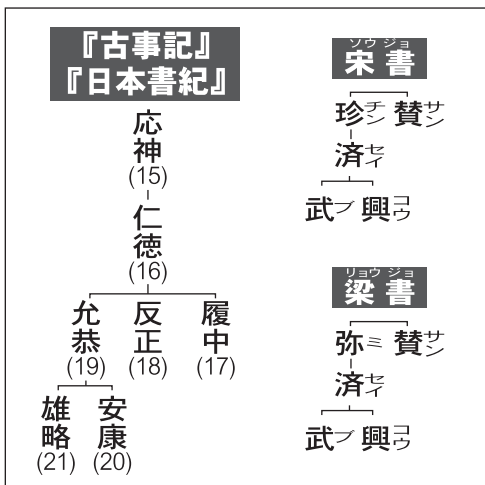 『古事記』
『日本書紀』
応神
(15)
仁徳
(16)
履中
(17)
反正
(18)
允恭
(19)
安康
(20)
雄略
(21)
ソウ ジョ
宋書
賛サン
珍チン
済セイ
興コウ
武ブ
リョウ ジョ
梁書
賛サン
弥ミ
済セイ
興コウ
武ブ